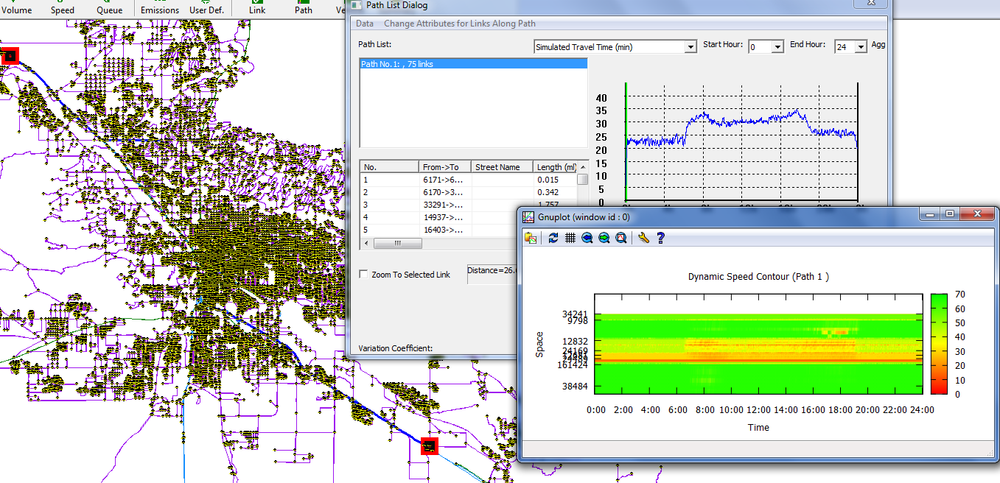 Volume Speed Queue Emissions User Def. Link Path
Path List Dialog
Data Change Attributes for Links Along Path
Path List:
Simulated Travel Time (min)
Start Hour: 0 End Hour: 24 Agg
Path No. 1: , 75 links
40
35
30
25
20
15
10
5
0
No. From->To Street Name Length (ml)
1 6171->6... 0.015
2 6170->3... 0.342
3 33291->... 1.757
4 14937->...
5 16403->...
Zoom To Selected Link
Distance=26.
Variation Coefficient:
Gnuplot (window id : 0)
Dynamic Speed Contour (Path 1 )
Space
34241
9798
12832
24169
161424
38484
70
60
50
40
30
20
10
0
0:00 2:00 4:00 6:00 8:00 10:00 12:00 14:00 16:00 18:00 20:00 22:00 24:00
Time